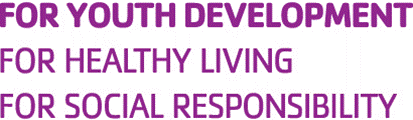 FOR YOUTH DEVELOPMENT
FOR HEALTHY LIVING
FOR SOCIAL RESPONSIBILITY